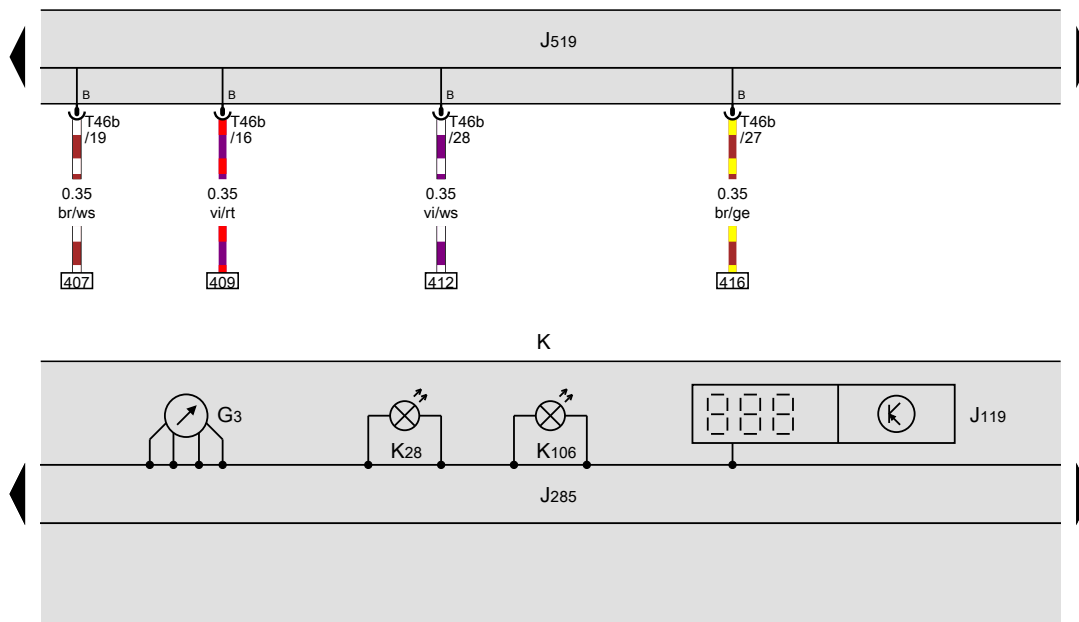 J519
B B B B
T46b T46b T46b T46b
/19 /16 /28 /27
0.35 0.35 0.35 0.35
br/ws vi/rt vi/ws br/ge
407 409 412 416
K
G3 J119
K28 K106
J285